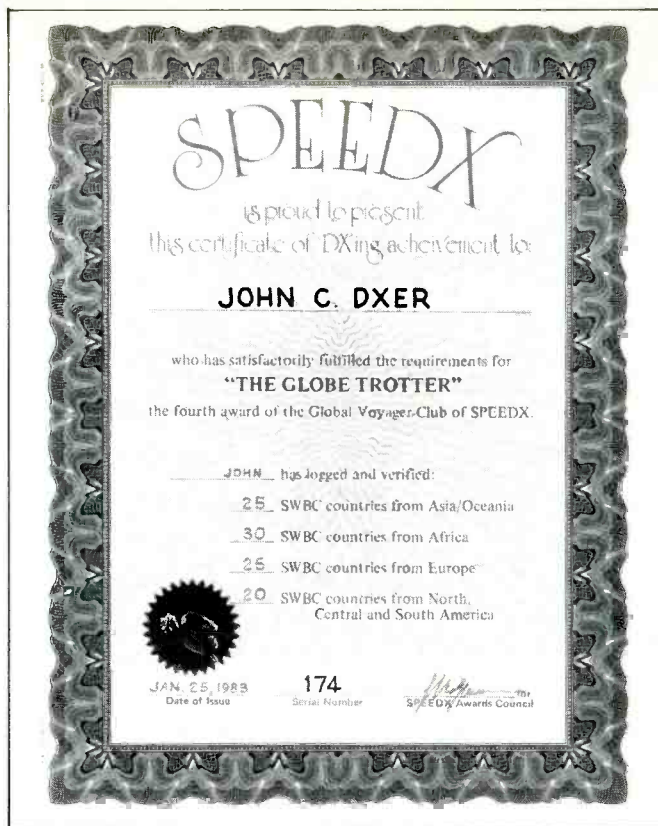 SPEEDX
is proud to present
this certificate of DXing acheivement to:
JOHN C. DXER
who has satisfactorily fulfilled the requirements for
“THE GLOBE TROTTER”
the fourth award of the Global Voyager Club of SPEEDX.
JOHN has logged and verified:
25 SWBC countries from Asia/Oceania
30 SWBC countries from Africa
25 SWBC countries from Europe
20 SWBC countries from North,
Central and South America
JAN. 25, 1983 174 for
Date of Issue Serial Number SPEEDX Awards Council